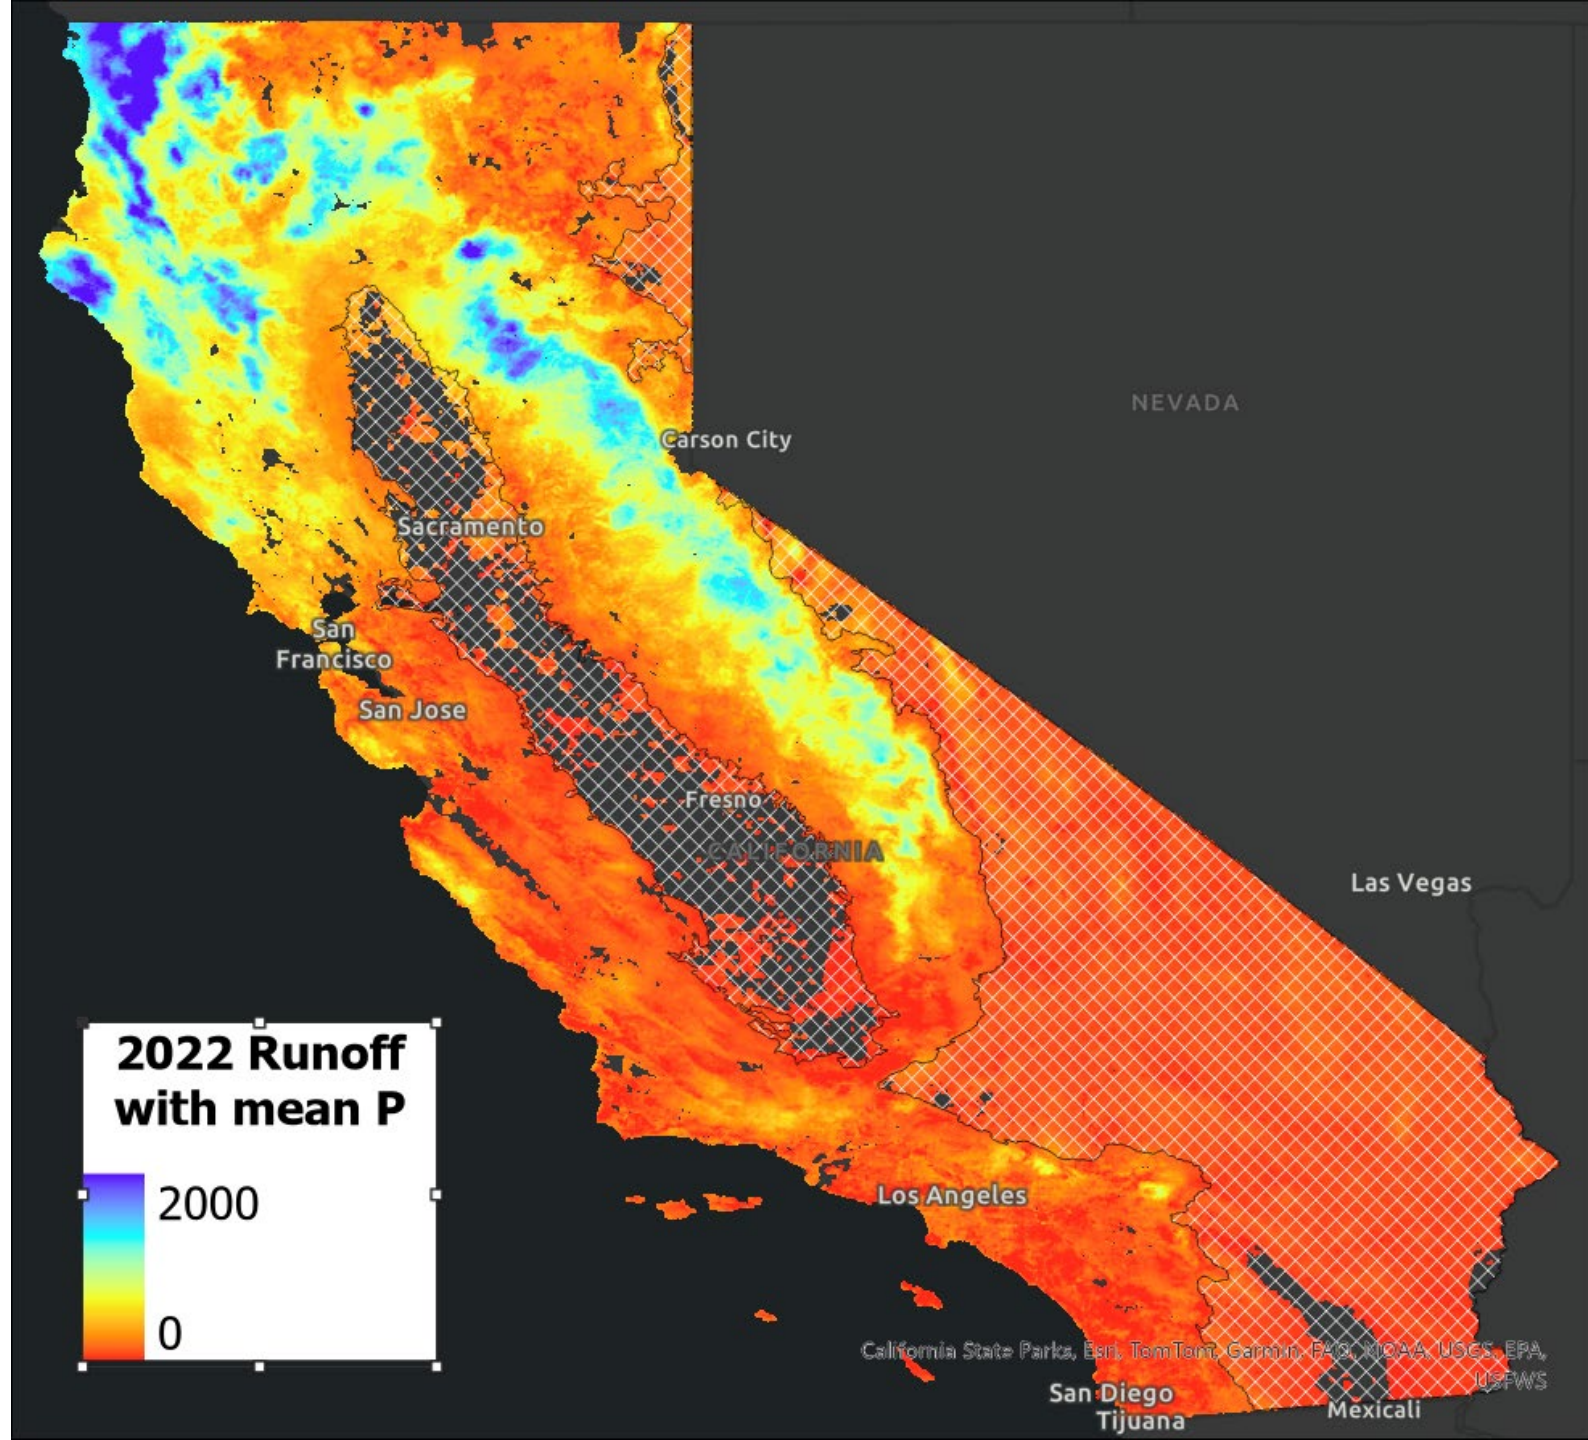 NEVADA
Carson City
Sacramento
San
Francisco
San Jose
Fresno
CALIFORNIA
Las Vegas
2022 Runoff
with mean P
2000
0
Los Angeles
California State Parks, Esri, TomTom, Garmin, FAO, NOAA, USGS, EPA,
USFWS
San Diego
Tijuana
Mexicali